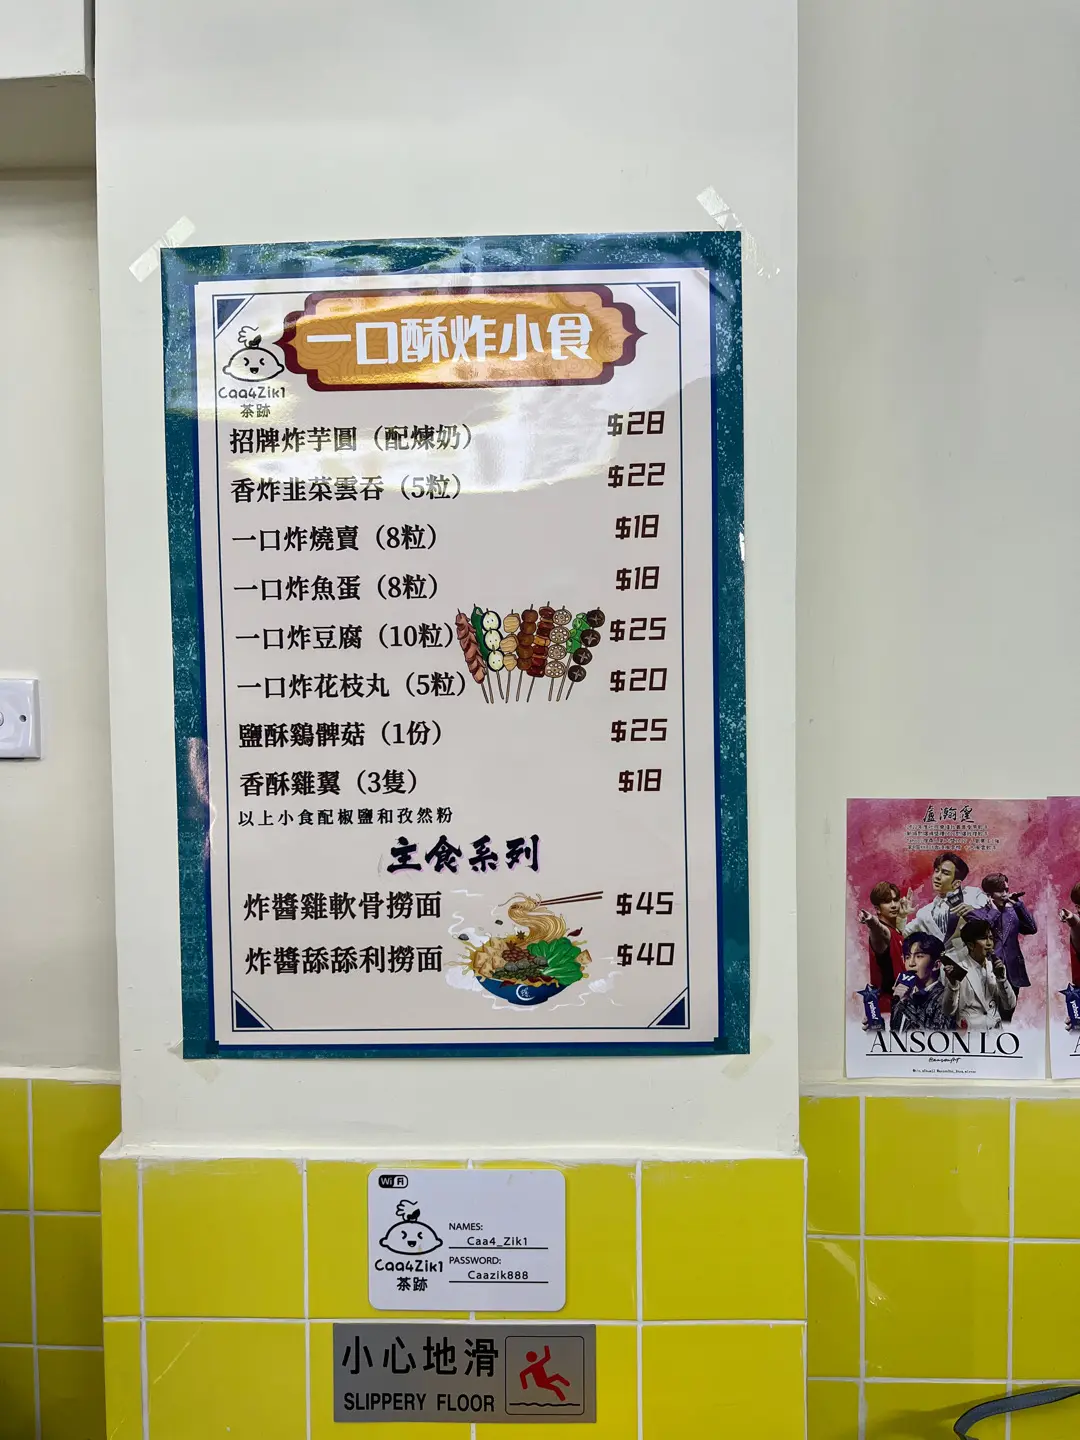 一口酥炸小食
Caa4Zik1
茶跡
招牌炸芋圓（配煉奶） $28
香炸韭菜雲吞（5粒） $22
一口炸燒賣（8粒） $18
一口炸魚蛋（8粒） $18
一口炸豆腐（10粒） $25
一口炸花枝丸（5粒） $20
鹽酥鷄髀菇（1份） $25
香酥雞翼（3隻） $18
以上小食配椒鹽和孜然粉
主食系列
炸醬雞軟骨撈面 $45
炸醬舔舔利撈面 $40
盧瀚霆
ANSON LO
WiFi
NAMES:
Caa4_Zik1
PASSWORD:
Caazik888
Caa4Zik1
茶跡
小心地滑
SLIPPERY FLOOR